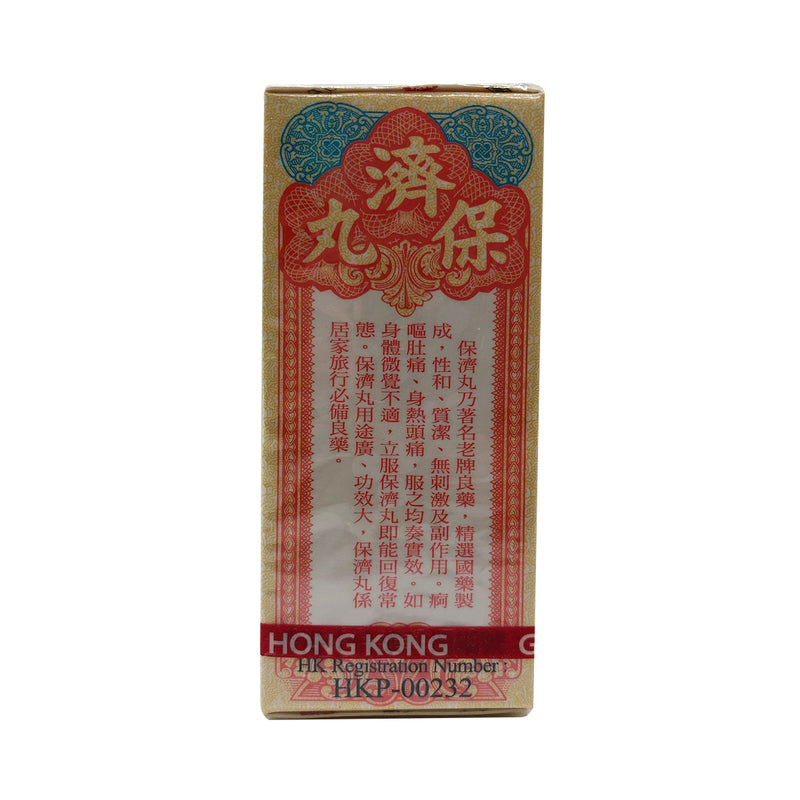 保濟丸
保濟丸乃著名老牌良藥，精選國藥製
成，性和、質潔、無刺激及副作用。痾
嘔肚痛、身熱頭痛，服之均奏實效。如
身體微覺不適，立服保濟丸即能回復常
態。保濟丸用途廣、功效大，保濟丸係
居家旅行必備良藥。
HONG KONG G
HK Registration Number :
HKP-00232